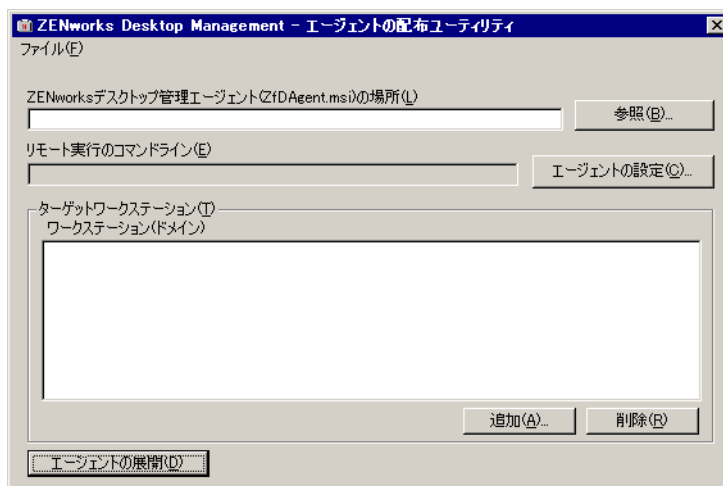 ZENworks Desktop Management - エージェントの配布ユーティリティ
ファイル(F)
ZENworksデスクトップ管理エージェント(ZfDAgent.msi)の場所(L)
参照(B)...
リモート実行のコマンドライン(E)
エージェントの設定(C)...
ターゲットワークステーション(T)
ワークステーション(ドメイン)
追加(A)...
削除(R)
エージェントの展開(D)